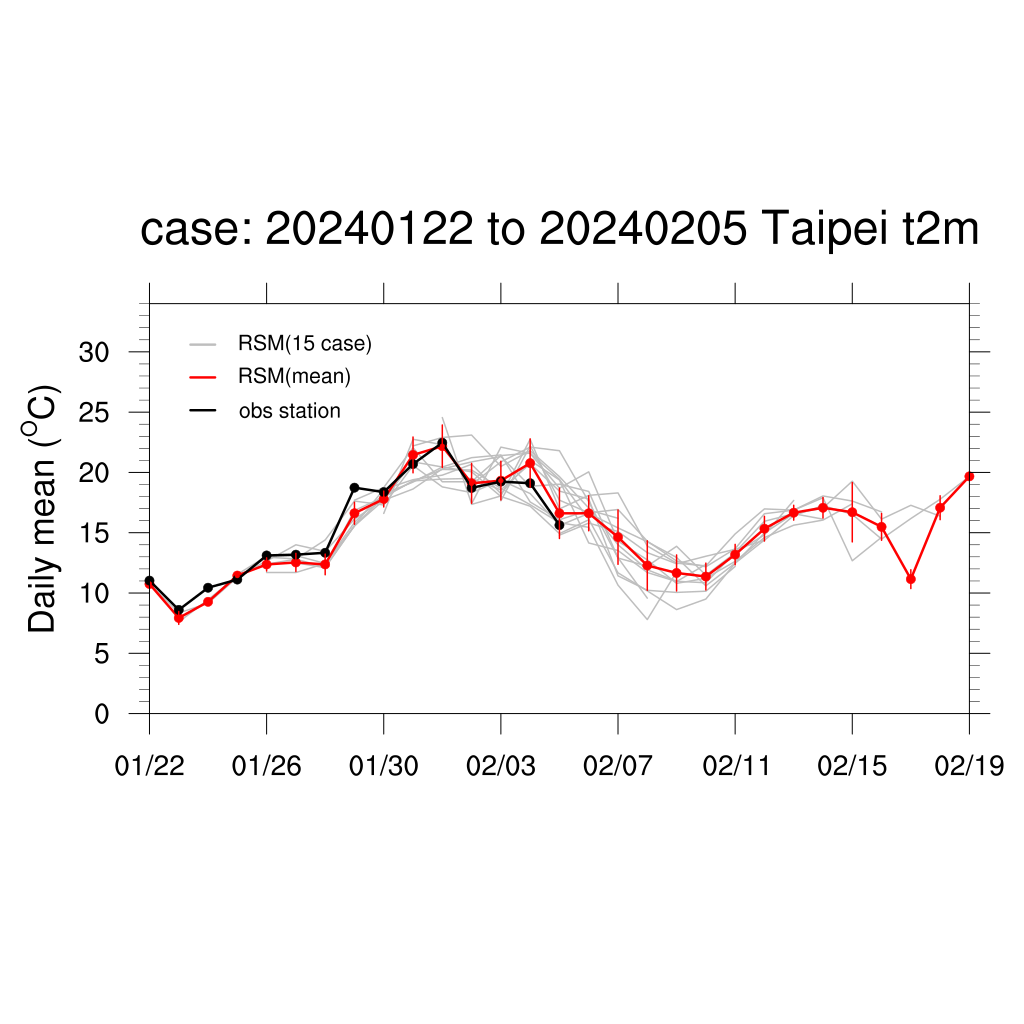 case: 20240122 to 20240205 Taipei t2m
RSM(15 case)
RSM(mean)
obs station
Daily mean (°C)
30
25
20
15
10
5
0
01/22 01/26 01/30 02/03 02/07 02/11 02/15 02/19